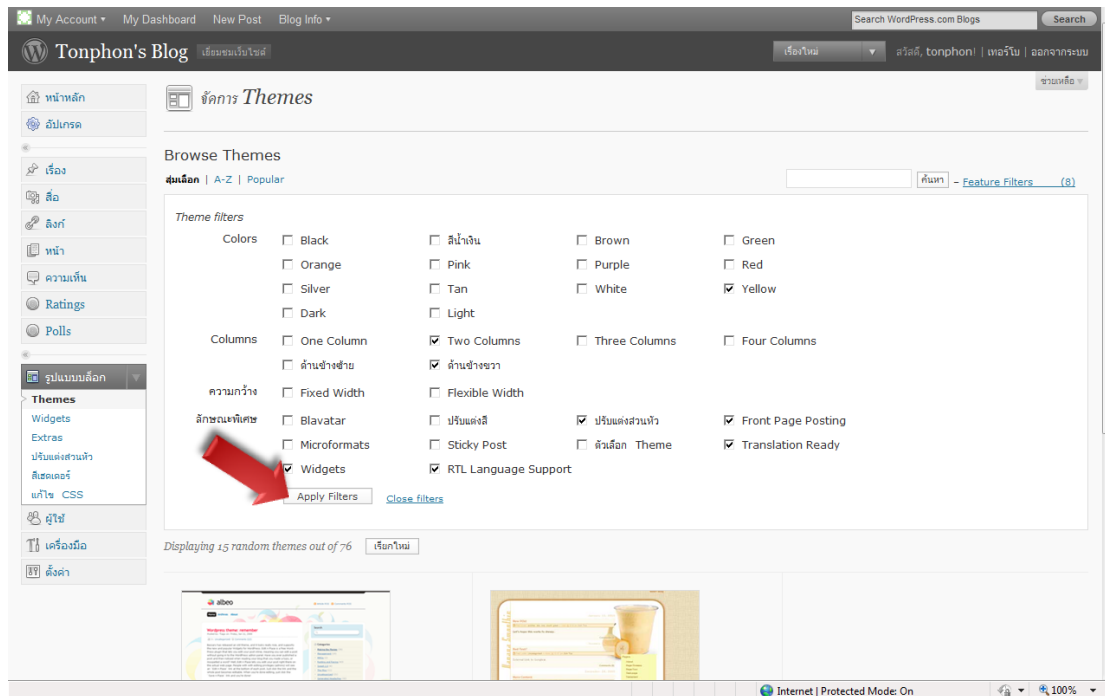 My Account ▾ My Dashboard New Post Blog Info ▾ Search WordPress.com Blogs Search
Tonphon's Blog เยี่ยมชมเว็บไซต์ เรื่องใหม่ ▼ สวัสดี, tonphon! | เทอร์โบ | ออกจากระบบ
ช่วยเหลือ
หน้าหลัก
อัปเกรด
เรื่อง
สื่อ
ลิงก์
หน้า
ความเห็น
Ratings
Polls
รูปแบบบล็อก
Themes
Widgets
Extras
ปรับแต่งส่วนหัว
สีเฮดเดอร์
แก้ไข CSS
ผู้ใช้
เครื่องมือ
ตั้งค่า
จัดการ Themes
Browse Themes
สุ่มเลือก | A-Z | Popular ค้นหา – Feature Filters (8)
Theme filters
Colors Black สีน้ำเงิน Brown Green
Orange Pink Purple Red
Silver Tan White Yellow
Dark Light
Columns One Column Two Columns Three Columns Four Columns
ด้านข้างซ้าย ด้านข้างขวา
ความกว้าง Fixed Width Flexible Width
ลักษณะพิเศษ Blavatar ปรับแต่งสี ปรับแต่งส่วนหัว Front Page Posting
Microformats Sticky Post ตัวเลือก Theme Translation Ready
Widgets RTL Language Support
Apply Filters Close filters
Displaying 15 random themes out of 76 เรียกใหม่
albeo
Internet | Protected Mode: On 100%